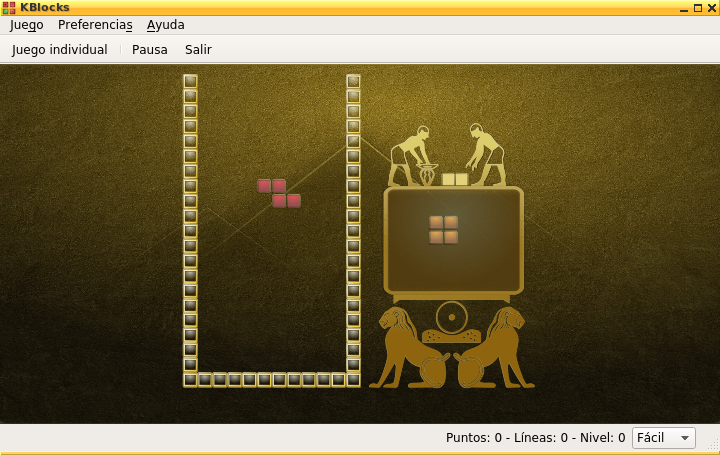 KBlocks
Juego Preferencias Ayuda
Juego individual Pausa Salir
Puntos: 0 - Líneas: 0 - Nivel: 0 Fácil